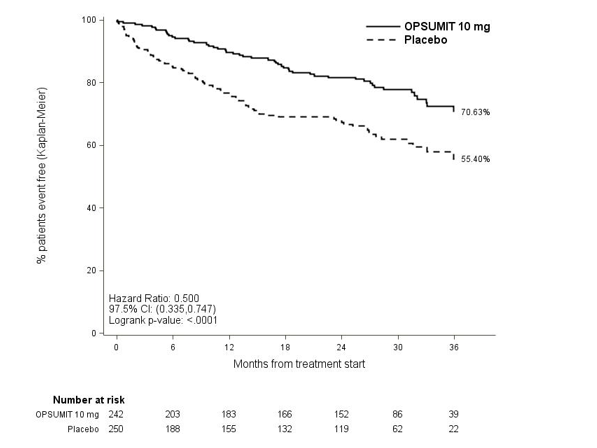 OPSUMIT 10 mg
Placebo
% patients event free (Kaplan-Meier)
100
80
60
40
20
0
70.63%
55.40%
Hazard Ratio: 0.500
97.5% CI: (0.335,0.747)
Logrank p-value: <.0001
0 6 12 18 24 30 36
Months from treatment start
Number at risk
OPSUMIT 10 mg 242 203 183 166 152 86 39
Placebo 250 188 155 132 119 62 22